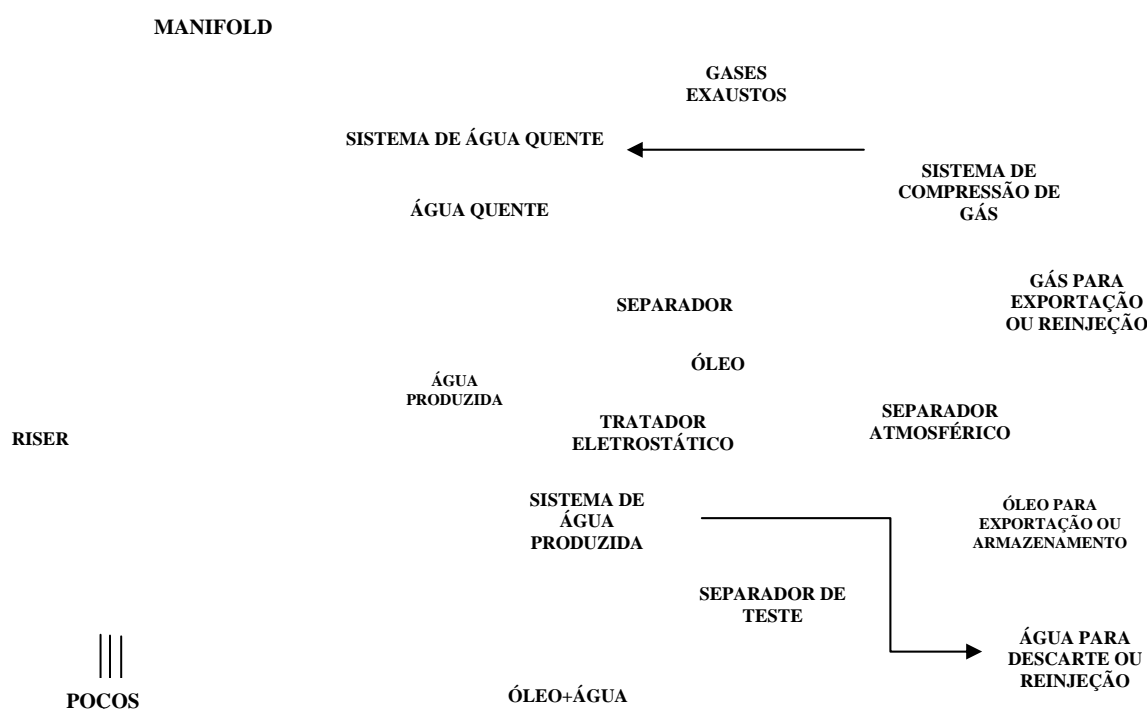 MANIFOLD
GASES
EXAUSTOS
SISTEMA DE ÁGUA QUENTE
SISTEMA DE
COMPRESSÃO DE
GÁS
ÁGUA QUENTE
GÁS PARA
EXPORTAÇÃO
OU REINJEÇÃO
SEPARADOR
ÓLEO
ÁGUA
PRODUZIDA
TRATADOR
ELETROSTÁTICO
SEPARADOR
ATMOSFÉRICO
RISER
SISTEMA DE
ÁGUA
PRODUZIDA
ÓLEO PARA
EXPORTAÇÃO OU
ARMAZENAMENTO
SEPARADOR DE
TESTE
ÁGUA PARA
DESCARTE OU
REINJEÇÃO
POCOS
ÓLEO+ÁGUA